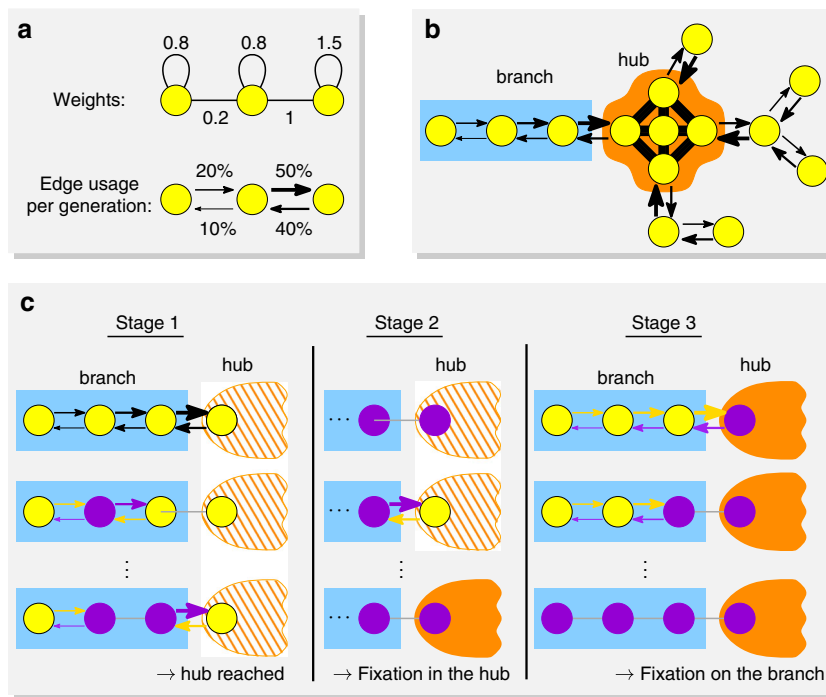 a
0.8 0.8 1.5
Weights:
0.2 1
20% 50%
Edge usage
per generation:
10% 40%
b
hub
branch
c
Stage 1
Stage 2
Stage 3
hub
branch
hub
branch
hub
...
...
...
⋮
⋮
⋮
...
→ hub reached
→ Fixation in the hub
→ Fixation on the branch